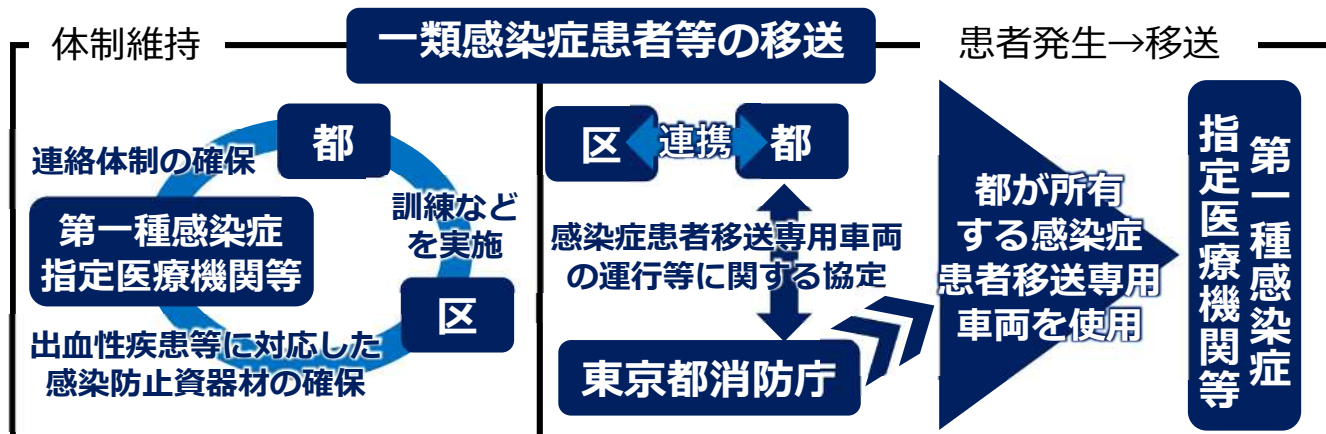 体制維持
一類感染症患者等の移送
患者発生→移送
都
連絡体制の確保
第一種感染症
指定医療機関等
訓練など
を実施
区
出血性疾患等に対応した
感染防止資器材の確保
区
連携
都
感染症患者移送専用車両
の運行等に関する協定
東京都消防庁
都が所有
する感染症
患者移送専用
車両を使用
第一種感染症
指定医療機関等